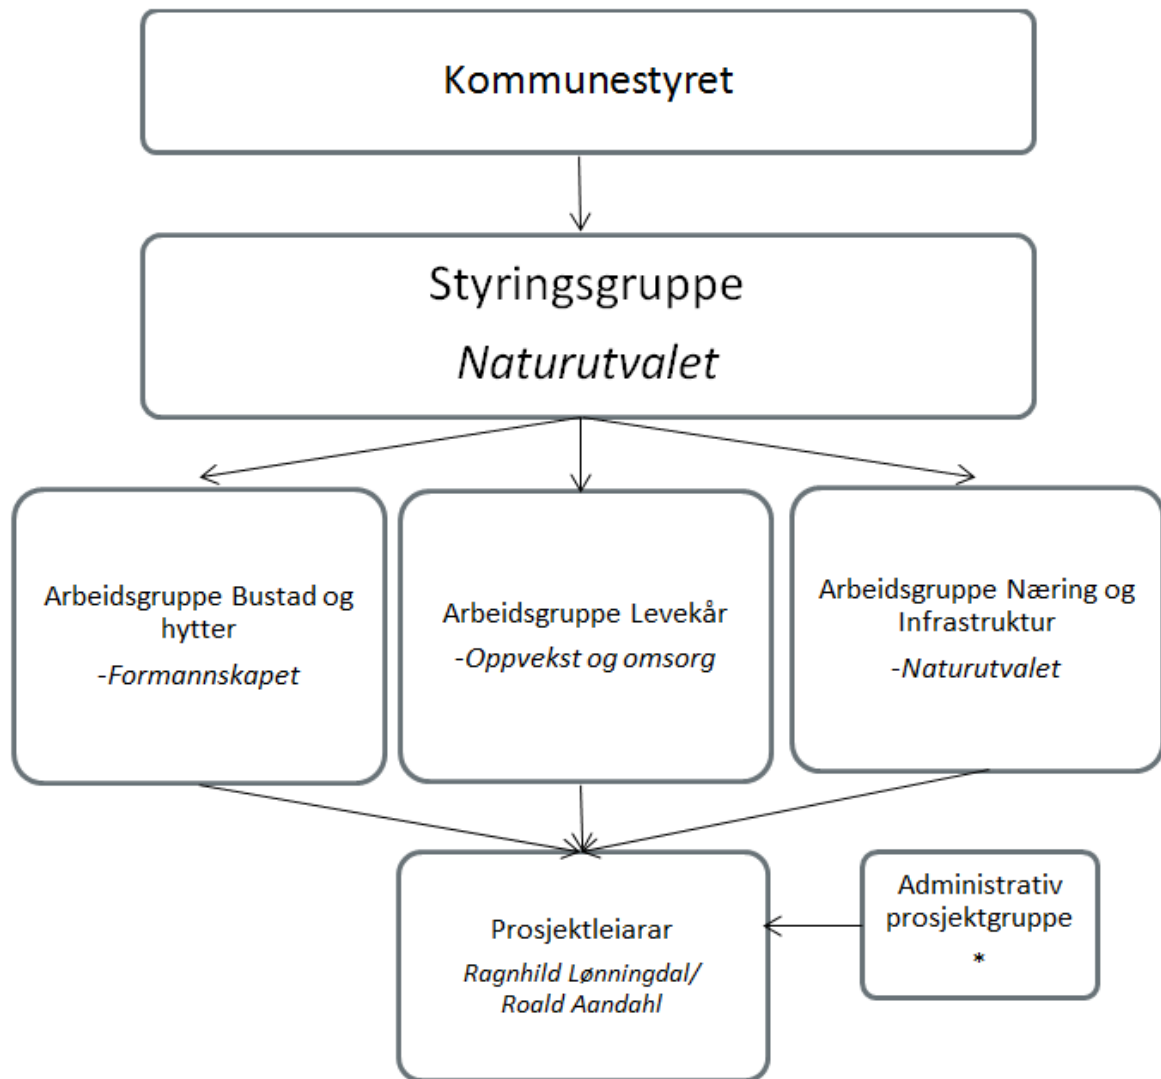 Kommunestyret
Styringsgruppe
Naturutvalet
Arbeidsgruppe Bustad og
hytter
-Formannskapet
Arbeidsgruppe Levekår
-Oppvekst og omsorg
Arbeidsgruppe Næring og
Infrastruktur
-Naturutvalet
Prosjektleiarar
Ragnhild Lønningdal/
Roald Aandahl
Administrativ
prosjektgruppe
*